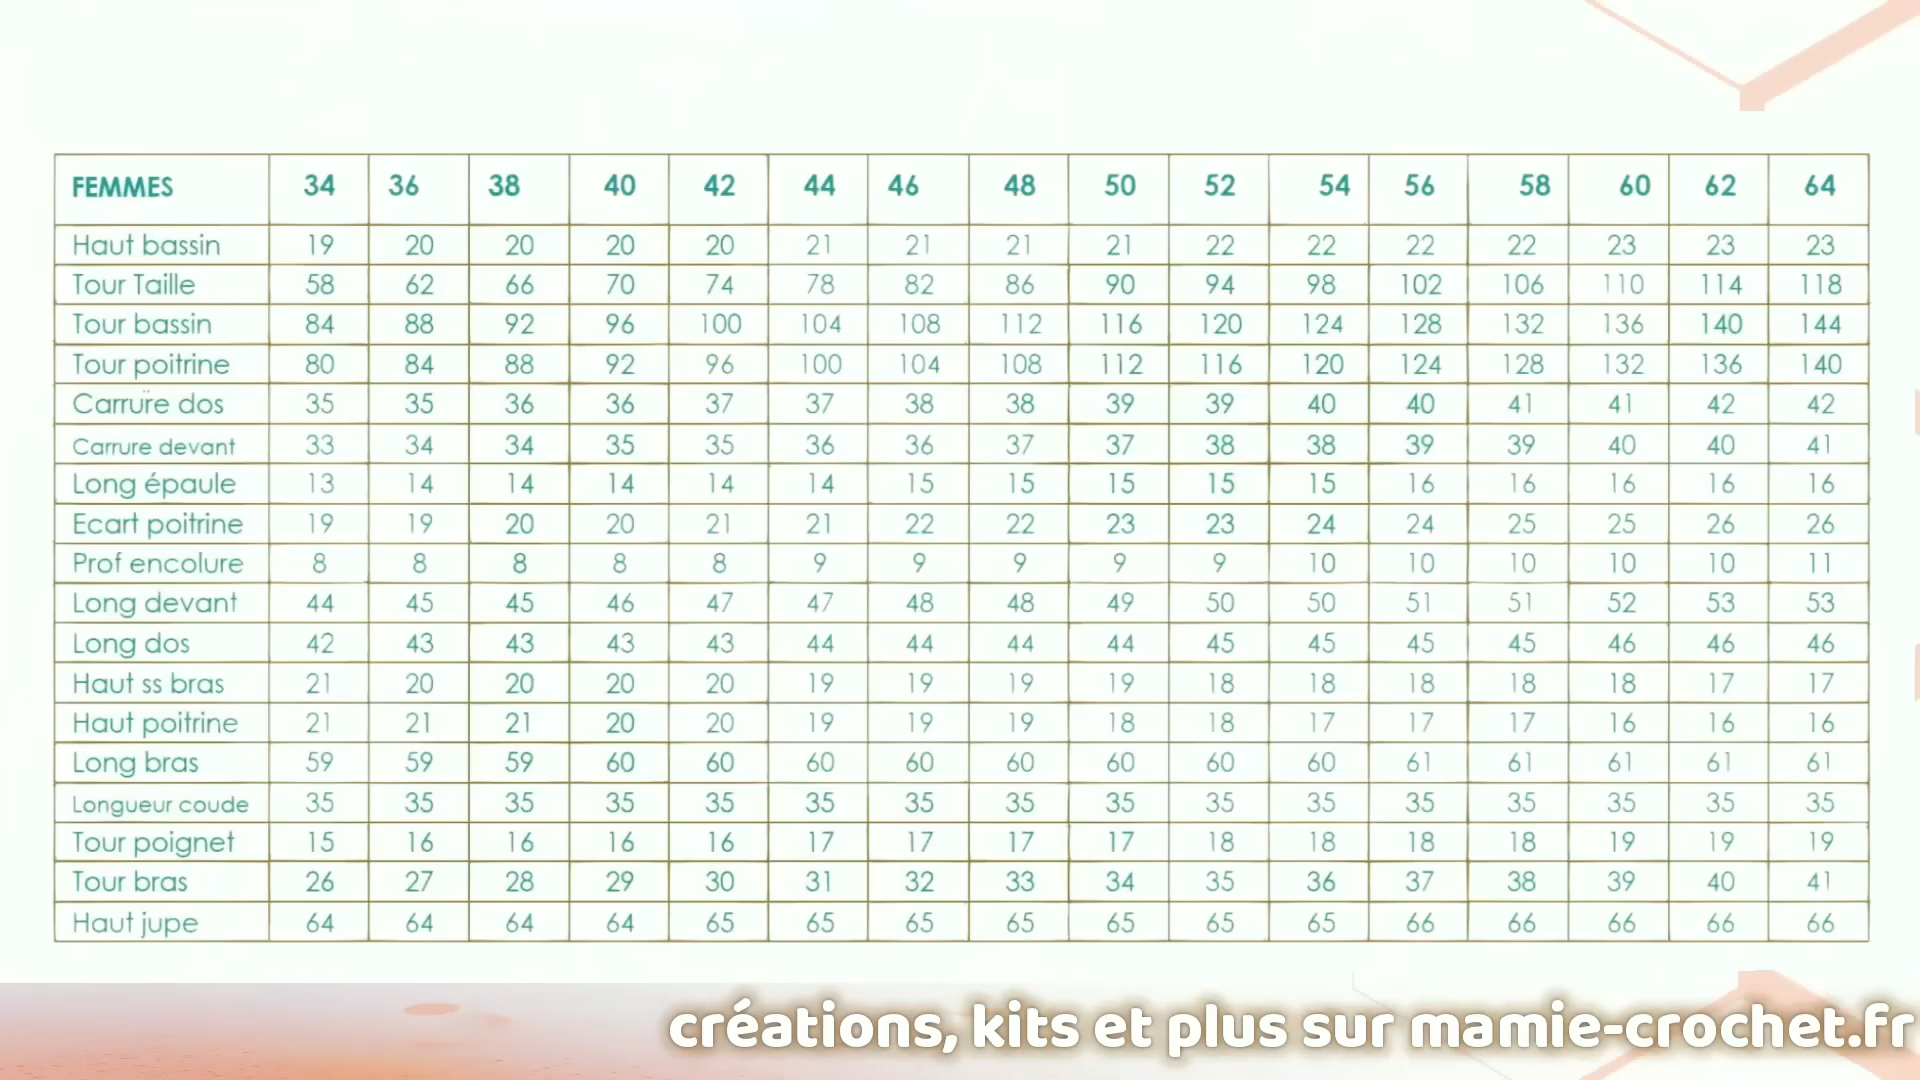 FEMMES 34 36 38 40 42 44 46 48 50 52 54 56 58 60 62 64
Haut bassin 19 20 20 20 20 21 21 21 21 22 22 22 22 23 23 23
Tour Taille 58 62 66 70 74 78 82 86 90 94 98 102 106 110 114 118
Tour bassin 84 88 92 96 100 104 108 112 116 120 124 128 132 136 140 144
Tour poitrine 80 84 88 92 96 100 104 108 112 116 120 124 128 132 136 140
Carrure dos 35 35 36 36 37 37 38 38 39 39 40 40 41 41 42 42
Carrure devant 33 34 34 35 35 36 36 37 37 38 38 39 39 40 40 41
Long épaule 13 14 14 14 14 14 15 15 15 15 15 16 16 16 16 16
Ecart poitrine 19 19 20 20 21 21 22 22 23 23 24 24 25 25 26 26
Prof encolure 8 8 8 8 8 9 9 9 9 9 10 10 10 10 10 11
Long devant 44 45 45 46 47 47 48 48 49 50 50 51 51 52 53 53
Long dos 42 43 43 43 43 44 44 44 44 45 45 45 45 46 46 46
Haut ss bras 21 20 20 20 20 19 19 19 19 18 18 18 18 18 17 17
Haut poitrine 21 21 21 20 20 19 19 19 18 18 17 17 17 16 16 16
Long bras 59 59 59 60 60 60 60 60 60 60 60 61 61 61 61 61
Longueur coude 35 35 35 35 35 35 35 35 35 35 35 35 35 35 35 35
Tour poignet 15 16 16 16 16 17 17 17 17 18 18 18 18 19 19 19
Tour bras 26 27 28 29 30 31 32 33 34 35 36 37 38 39 40 41
Haut jupe 64 64 64 64 65 65 65 65 65 65 65 66 66 66 66 66
créations, kits et plus sur mamie-crochet.fr